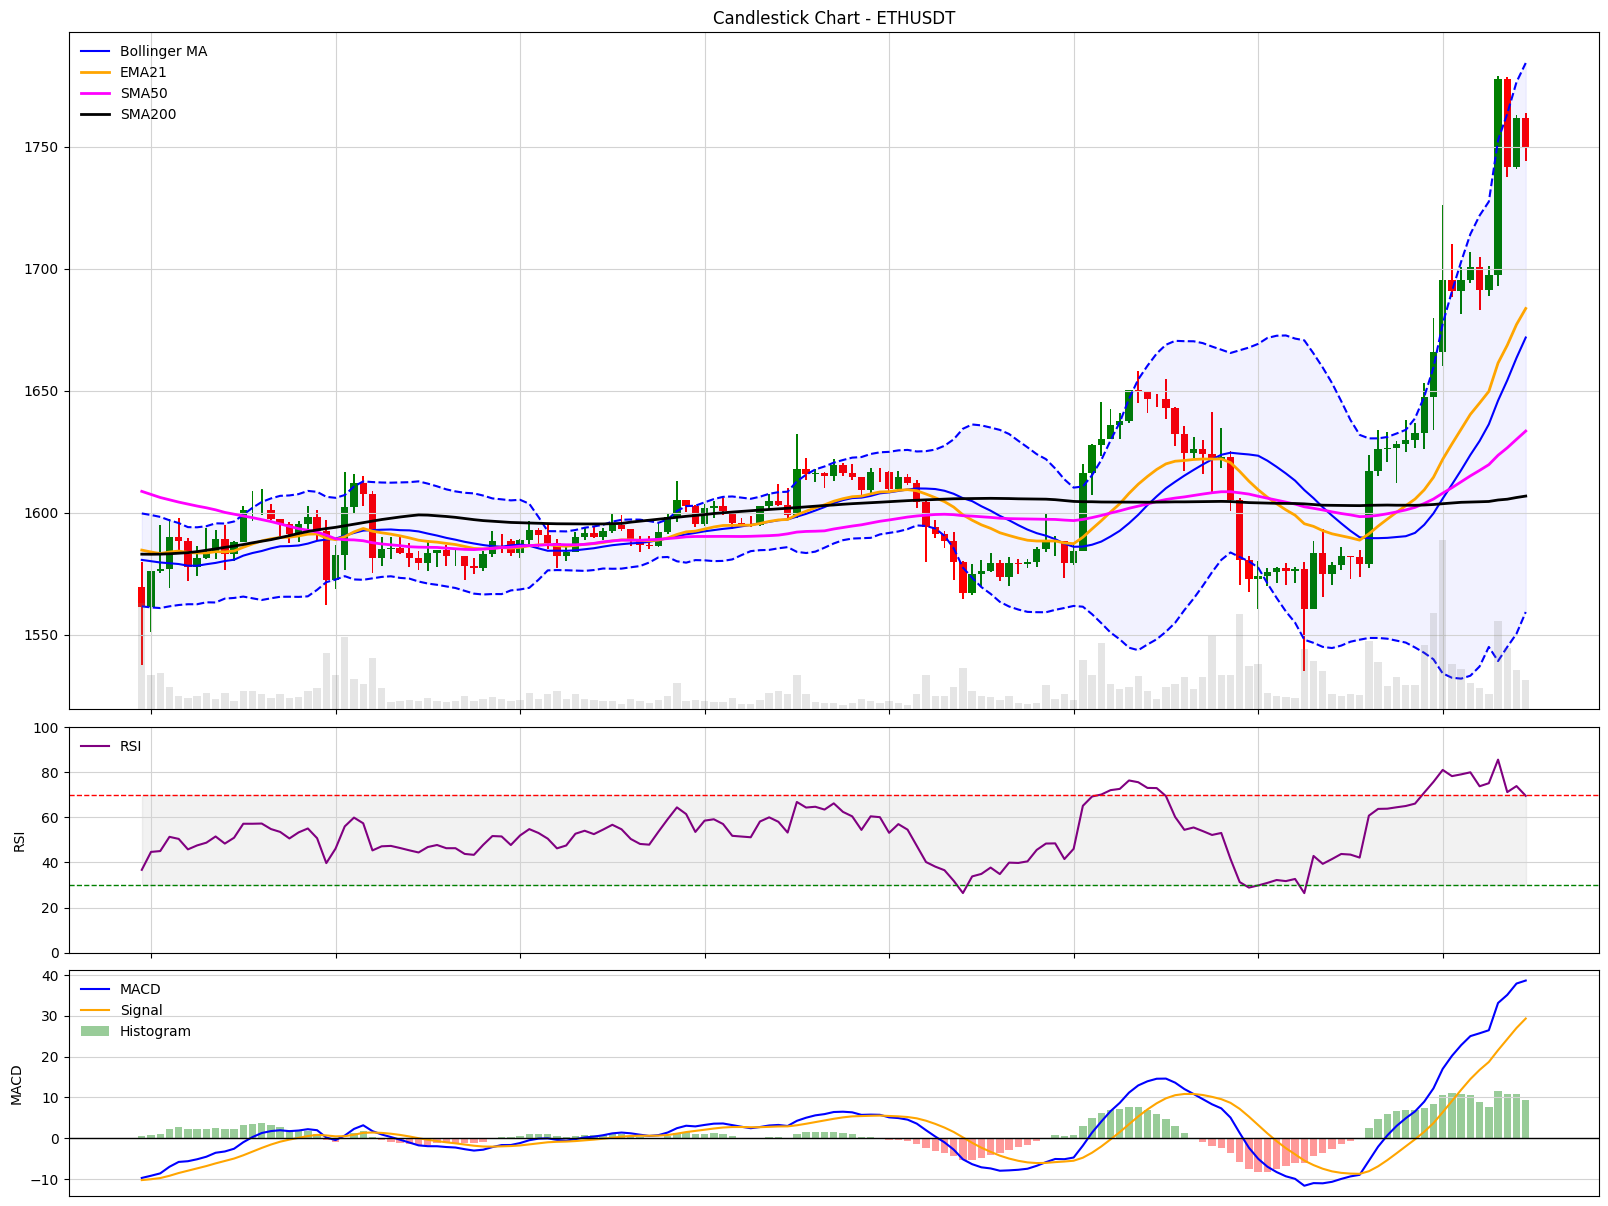 Candlestick Chart - ETHUSDT
Bollinger MA
EMA21
SMA50
SMA200
1750
1700
1650
1600
1550
RSI
100
80
60
40
20
0
RSI
MACD
Signal
Histogram
40
30
20
10
0
−10
MACD